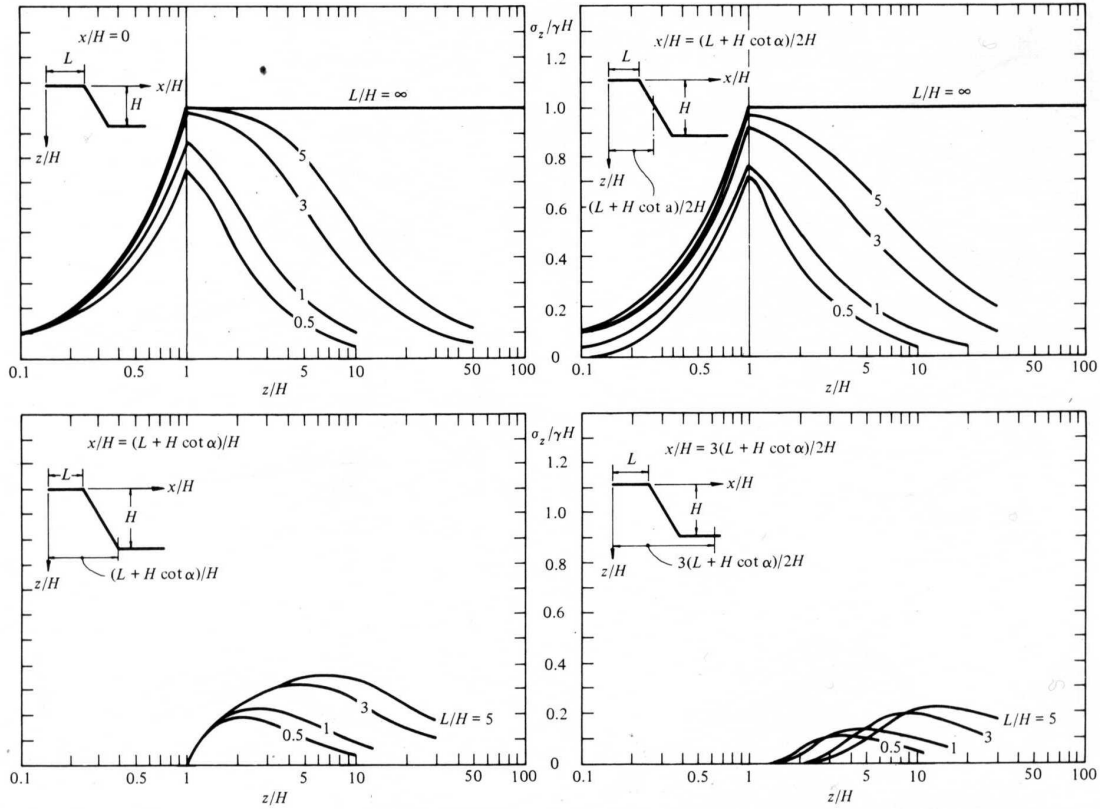 x/H = 0
L
x/H
H
z/H
L/H = ∞
5
3
1
0.5
0.1
0.5
1
5
10
50
100
z/H
σz/γH
1.0
0.8
0.6
0.4
0.2
0
x/H = (L + H cot α)/2H
L
x/H
H
z/H
(L + H cot a)/2H
L/H = ∞
5
3
1
0.5
0.1
0.5
1
5
10
50
100
z/H
x/H = (L + H cot α)/H
L
x/H
H
z/H
(L + H cot α)/H
L/H = 5
3
1
0.5
0.1
0.5
1
5
10
50
100
z/H
σz/γH
1.0
0.8
0.6
0.4
0.2
0
x/H = 3(L + H cot α)/2H
L
x/H
H
z/H
3(L + H cot α)/2H
L/H = 5
3
1
0.5
0.1
0.5
1
5
10
50
100
z/H